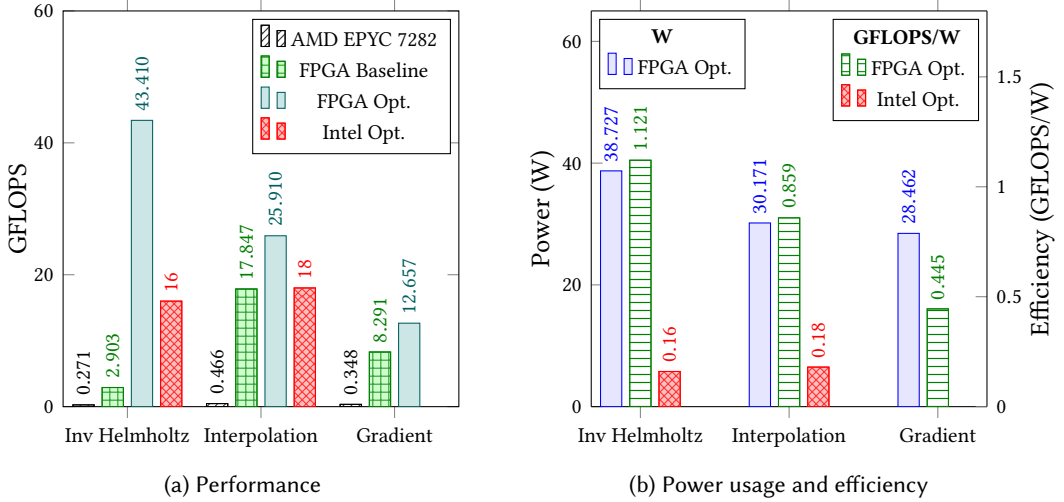 60
40
20
0
GFLOPS
AMD EPYC 7282
FPGA Baseline
FPGA Opt.
Intel Opt.
0.271
2.903
43.410
16
0.466
17.847
25.910
18
0.348
8.291
12.657
Inv Helmholtz
Interpolation
Gradient
(a) Performance
60
40
20
0
Power (W)
W
FPGA Opt.
GFLOPS/W
FPGA Opt.
Intel Opt.
38.727
1.121
0.16
30.171
0.859
0.18
28.462
0.445
1.5
1
0.5
0
Efficiency (GFLOPS/W)
Inv Helmholtz
Interpolation
Gradient
(b) Power usage and efficiency